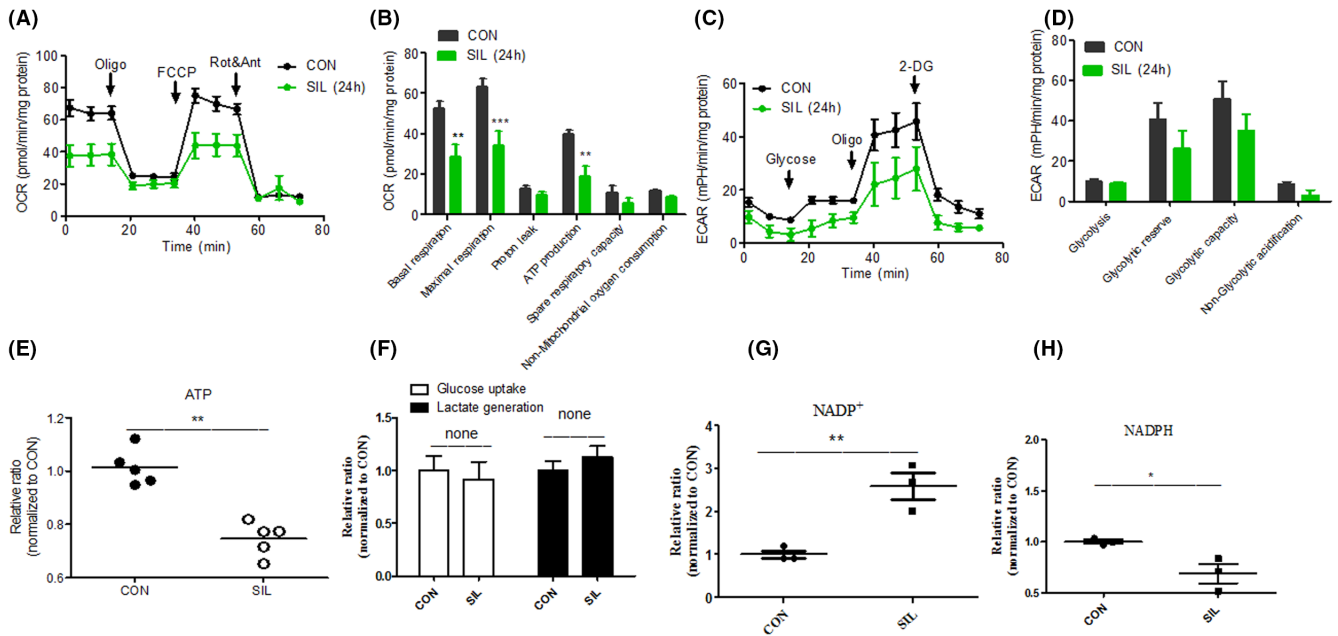 (A)
OCR (pmol/min/mg protein)
100
80
60
40
20
0
0
20
40
60
80
Time (min)
Oligo
FCCP
Rot&Ant
CON
SIL (24h)
(B)
OCR (pmol/min/mg protein)
80
60
40
20
0
CON
SIL (24h)
**
***
**
Basal respiration
Maximal respiration
Proton leak
ATP production
Spare respiratory capacity
Non-Mitochondrial oxygen consumption
(C)
ECAR (mPH/min/mg protein)
60
40
20
0
0
20
40
60
80
Time (min)
CON
SIL (24h)
Glycose
Oligo
2-DG
(D)
ECAR (mPH/min/mg protein)
80
60
40
20
0
CON
SIL (24h)
Glycolysis
Glycolytic reserve
Glycolytic capacity
Non-Glycolytic acidification
(E)
ATP
**
Relative ratio
(normalized to CON)
1.2
1.0
0.8
0.6
CON
SIL
(F)
Glucose uptake
Lactate generation
none
none
Relative ratio
(normalized to CON)
1.5
1.0
0.5
0.0
CON
SIL
CON
SIL
(G)
NADP+
**
Relative ratio
(normalized to CON)
4
3
2
1
0
CON
SIL
(H)
NADPH
*
Relative ratio
(normalized to CON)
2.0
1.5
1.0
0.5
CON
SIL